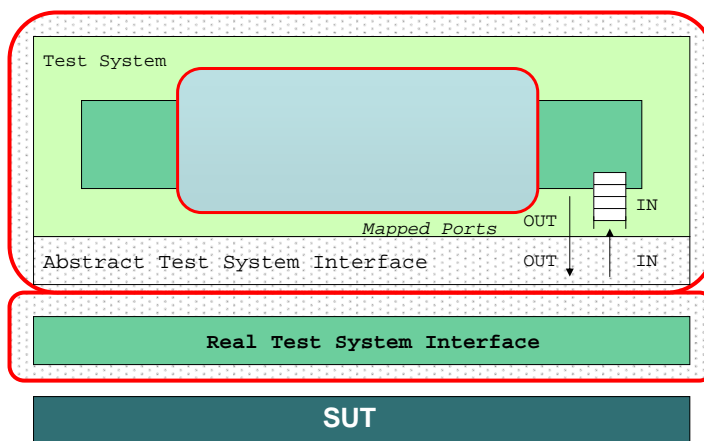 Test System
IN
OUT
Mapped Ports
Abstract Test System Interface
OUT
IN
Real Test System Interface
SUT